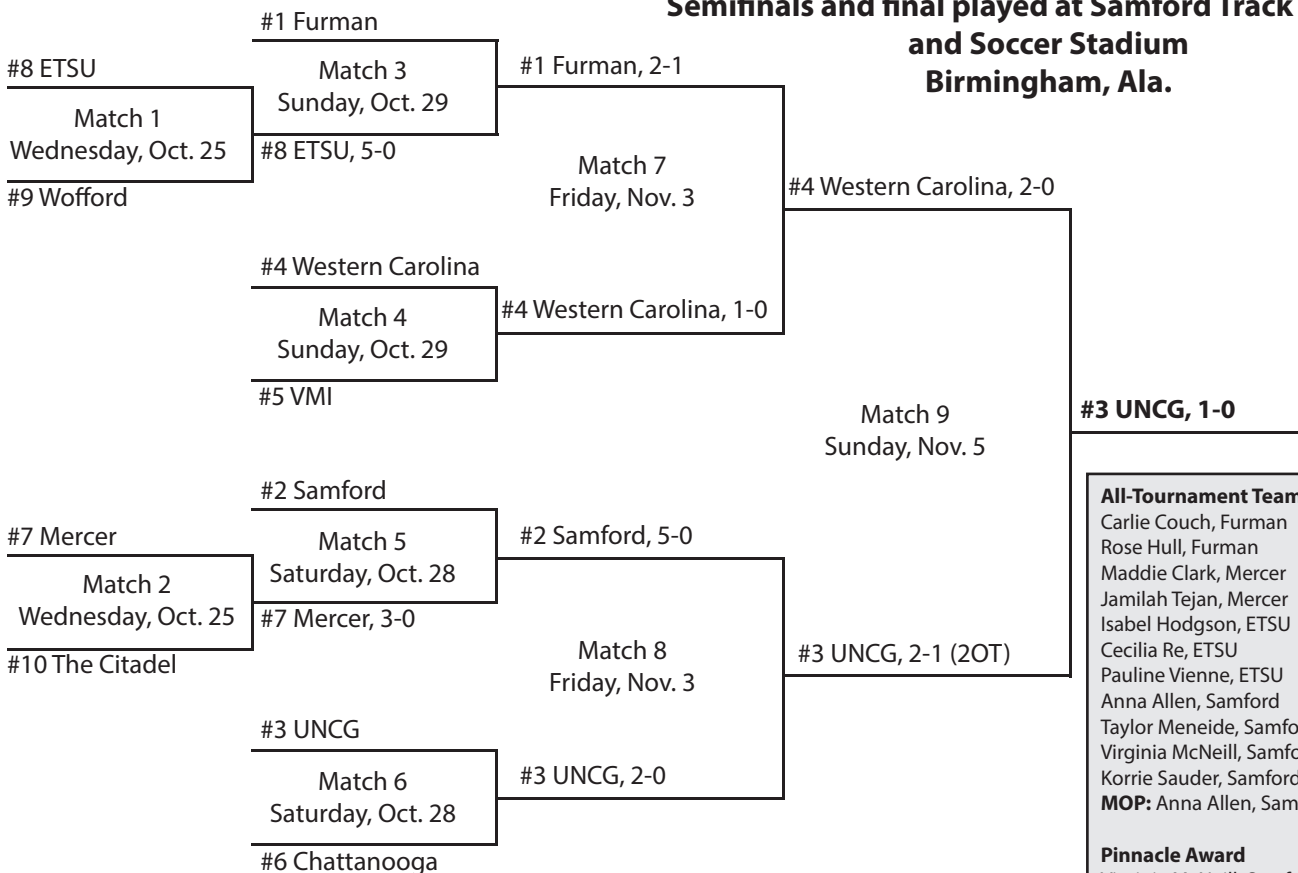 Semifinals and final played at Samford Track
and Soccer Stadium
Birmingham, Ala.
#1 Furman
#8 ETSU
Match 3
Sunday, Oct. 29
#1 Furman, 2-1
Match 1
Wednesday, Oct. 25
#8 ETSU, 5-0
#9 Wofford
Match 7
Friday, Nov. 3
#4 Western Carolina, 2-0
#4 Western Carolina
Match 4
Sunday, Oct. 29
#4 Western Carolina, 1-0
#5 VMI
Match 9
Sunday, Nov. 5
#3 UNCG, 1-0
#2 Samford
#7 Mercer
Match 5
Saturday, Oct. 28
#2 Samford, 5-0
Match 2
Wednesday, Oct. 25
#7 Mercer, 3-0
#10 The Citadel
Match 8
Friday, Nov. 3
#3 UNCG, 2-1 (2OT)
#3 UNCG
Match 6
Saturday, Oct. 28
#3 UNCG, 2-0
#6 Chattanooga
All-Tournament Team
Carlie Couch, Furman
Rose Hull, Furman
Maddie Clark, Mercer
Jamilah Tejan, Mercer
Isabel Hodgson, ETSU
Cecilia Re, ETSU
Pauline Vienne, ETSU
Anna Allen, Samford
Taylor Meneide, Samfo
Virginia McNeill, Samfo
Korrie Sauder, Samford
MOP: Anna Allen, Sam
Pinnacle Award